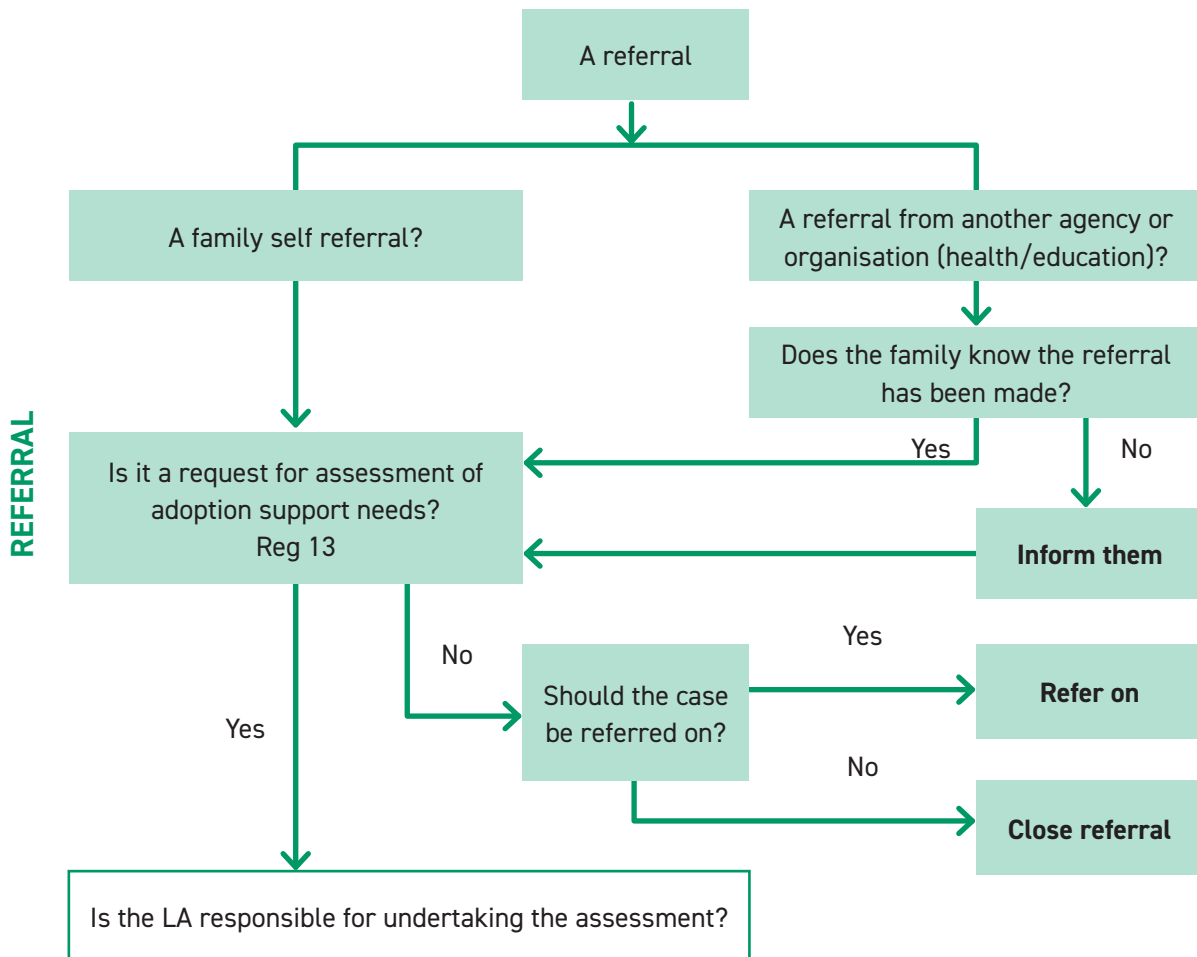 A referral
A family self referral?
A referral from another agency or
organisation (health/education)?
Does the family know the referral
has been made?
Yes
No
REFERRAL
Is it a request for assessment of
adoption support needs?
Reg 13
Inform them
No
Yes
Should the case
be referred on?
Refer on
Yes
No
Close referral
Is the LA responsible for undertaking the assessment?